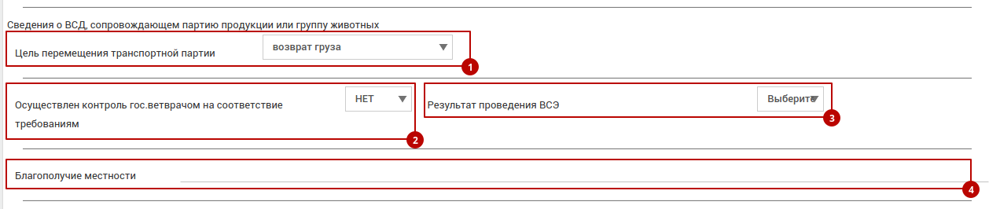 Сведения о ВСД, сопровождающем партию продукции или группу животных
Цель перемещения транспортной партии возврат груза
1
Осуществлен контроль гос.ветврачом на соответствие требованиям НЕТ
2
Результат проведения ВСЭ Выберите
3
Благополучие местности
4